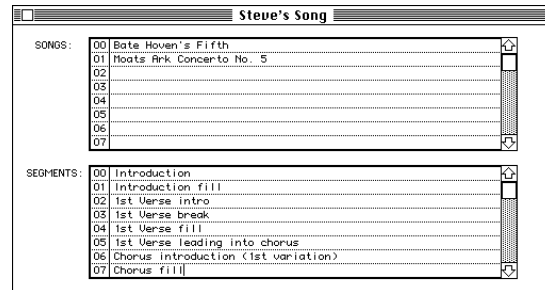 Steve's Song
SONGS:
00 Bate Hoven's Fifth
01 Moats Ark Concerto No. 5
02
03
04
05
06
07
SEGMENTS:
00 Introduction
01 Introduction fill
02 1st Verse intro
03 1st Verse break
04 1st Verse fill
05 1st Verse leading into chorus
06 Chorus introduction (1st variation)
07 Chorus fill